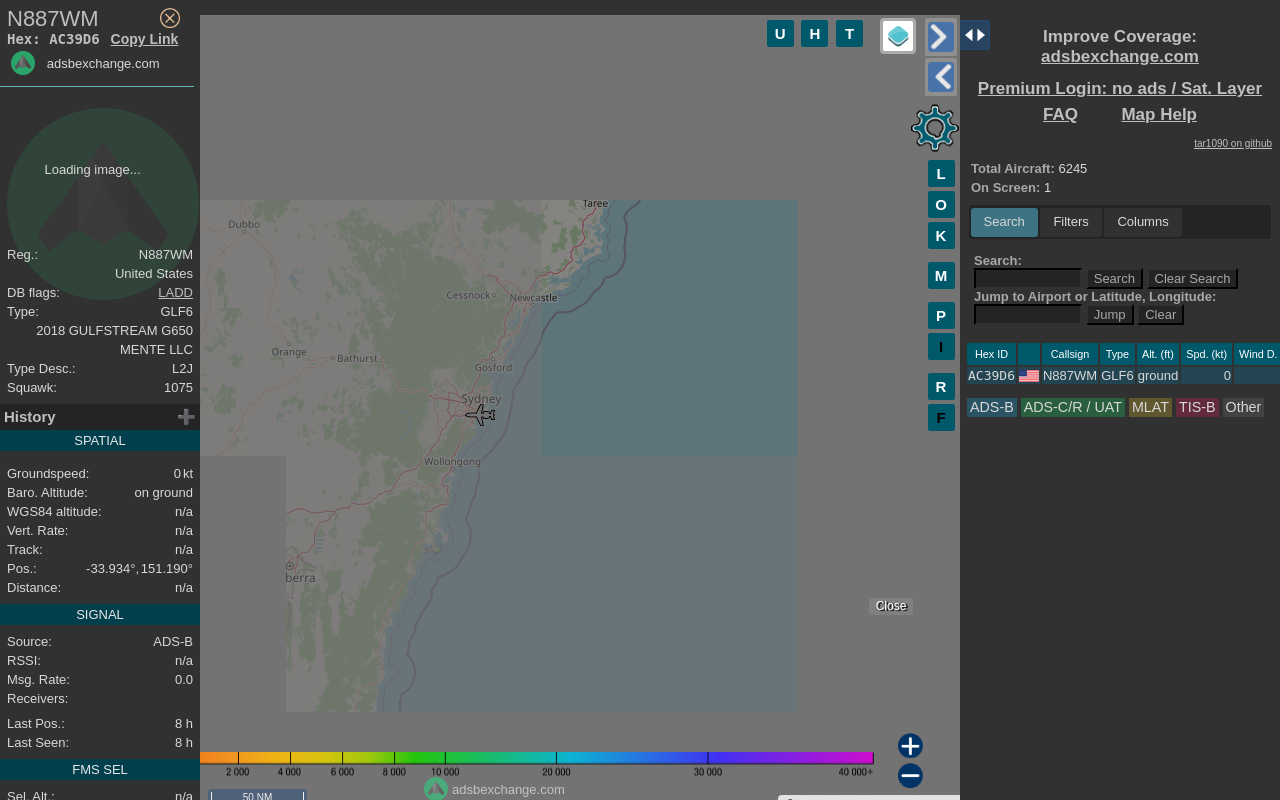 N887WM
Hex: AC39D6 Copy Link
adsbexchange.com
Loading image...
Reg.: N887WM
United States
DB flags: LADD
Type: GLF6
2018 GULFSTREAM G650
MENTE LLC
Type Desc.: L2J
Squawk: 1075
History
SPATIAL
Groundspeed: 0 kt
Baro. Altitude: on ground
WGS84 altitude: n/a
Vert. Rate: n/a
Track: n/a
Pos.: -33.934°, 151.190°
Distance: n/a
SIGNAL
Source: ADS-B
RSSI: n/a
Msg. Rate: 0.0
Receivers:
Last Pos.: 8 h
Last Seen: 8 h
FMS SEL
Sel. Alt.: n/a
U H T
L
O
K
M
P
I
R
F
Taree
Dubbo
Cessnock
Newcastle
Orange
Bathurst
Gosford
Sydney
Wollongong
berra
Close
2 000 4 000 6 000 8 000 10 000 20 000 30 000 40 000+
adsbexchange.com
50 NM
Improve Coverage:
adsbexchange.com
Premium Login: no ads / Sat. Layer
FAQ Map Help
tar1090 on github
Total Aircraft: 6245
On Screen: 1
Search Filters Columns
Search:
Search Clear Search
Jump to Airport or Latitude, Longitude:
Jump Clear
Hex ID Callsign Type Alt. (ft) Spd. (kt) Wind D.
AC39D6 N887WM GLF6 ground 0
ADS-B ADS-C/R / UAT MLAT TIS-B Other